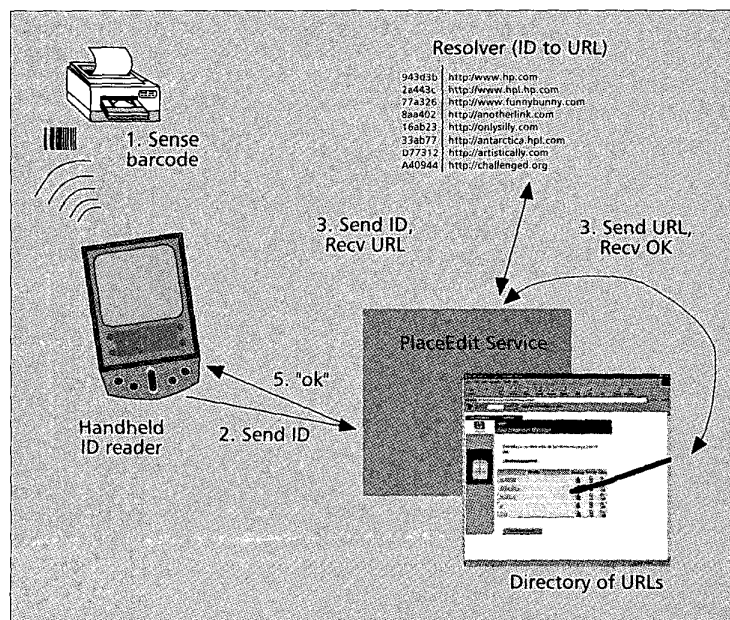 Resolver (ID to URL)
943d3b http:/www.hp.com
2a443c http:/www.hpl.hp.com
77a326 http:/www.funnybunny.com
8aa402 http:/anotherlink.com
16ab23 http:/onlysilly.com
33ab77 http:/antarctica.hpl.com
D77312 http:/artistically.com
A40944 http:/challenged.org
1. Sense
barcode
3. Send ID,
Recv URL
3. Send URL,
Recv OK
PlaceEdit Service
5. "ok"
2. Send ID
Handheld
ID reader
Directory of URLs